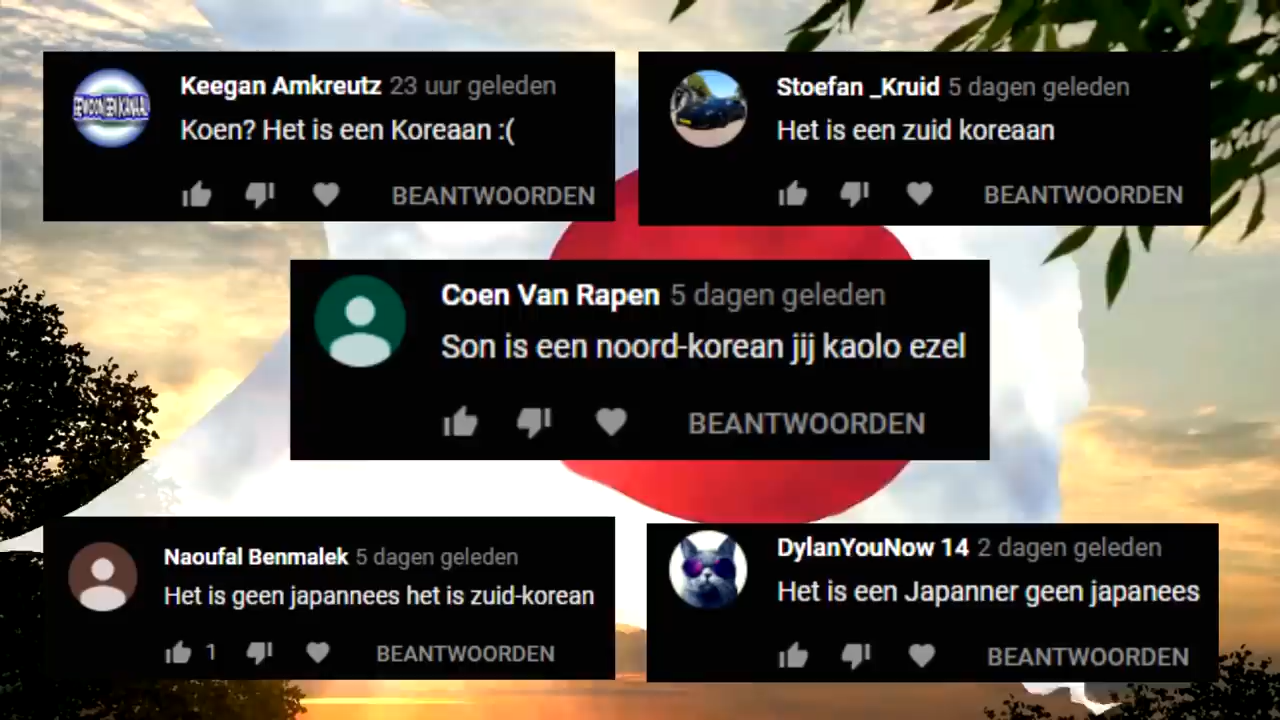 GEWOON EEN KANAAL
Keegan Amkreutz 23 uur geleden
Koen? Het is een Koreaan :(
BEANTWOORDEN
Stoefan _Kruid 5 dagen geleden
Het is een zuid koreaan
BEANTWOORDEN
Coen Van Rapen 5 dagen geleden
Son is een noord-korean jij kaolo ezel
BEANTWOORDEN
Naoufal Benmalek 5 dagen geleden
Het is geen japannees het is zuid-korean
1 BEANTWOORDEN
DylanYouNow 14 2 dagen geleden
Het is een Japanner geen japanees
BEANTWOORDEN